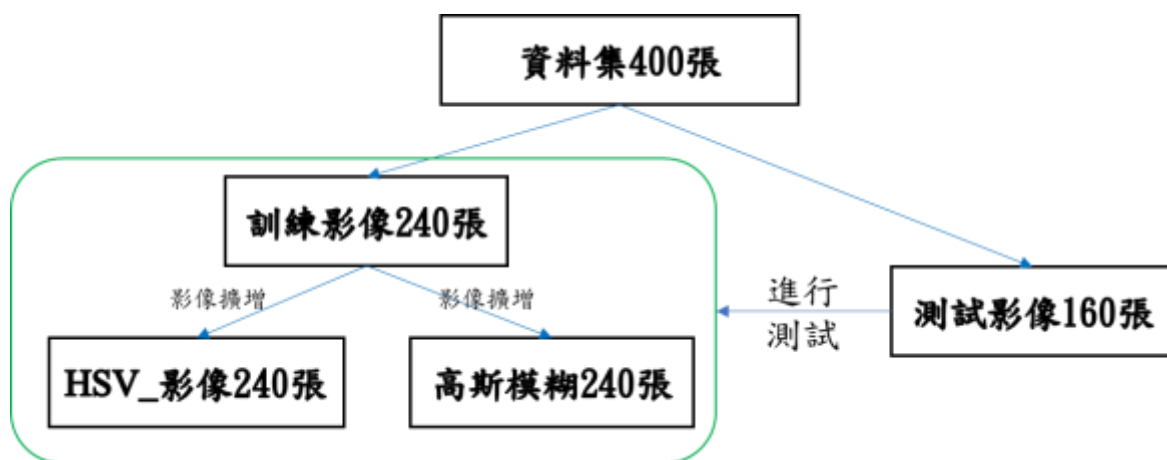 資料集400張
訓練影像240張
影像擴增
影像擴增
HSV_影像240張
高斯模糊240張
進行
測試
測試影像160張